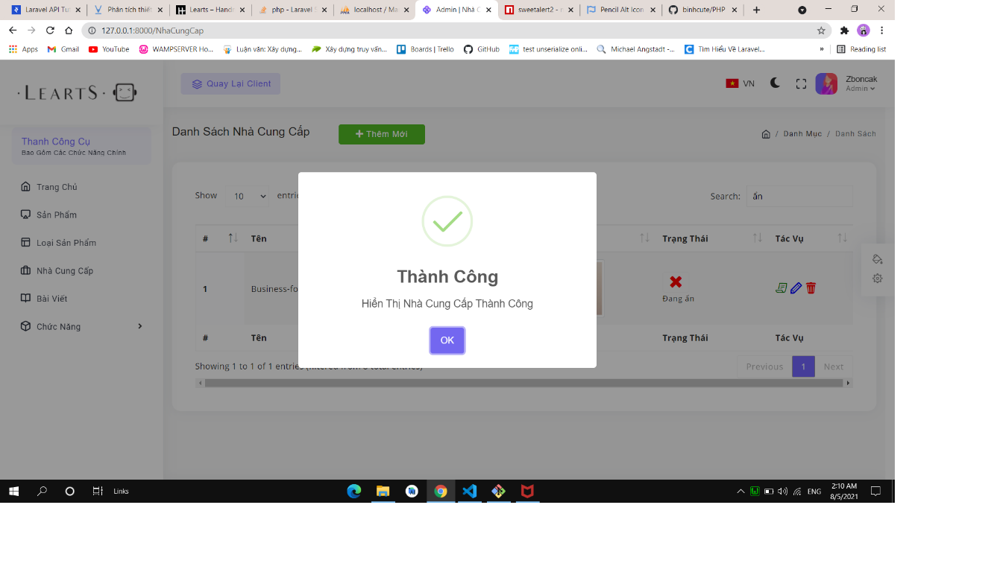 Laravel API Tu
Phân tích thiết
Learts – Handm
php - Laravel
localhost / Ma
Admin | Nhà C
sweetalert2 - n
Pencil Alt Icon
binhcute/PHP
127.0.0.1:8000/NhaCungCap
Apps
Gmail
YouTube
WAMPSERVER Ho...
Luận văn: Xây dựng...
Xây dựng truy vấn...
Boards | Trello
GitHub
test unserialize onli...
Michael Angstadt -...
Tìm Hiểu Về Laravel...
»
Reading list
· LEARTS ·
Quay Lại Client
VN
Zboncak
Admin
Thanh Công Cụ
Bao Gồm Các Chức Năng Chính
Trang Chủ
Sản Phẩm
Loại Sản Phẩm
Nhà Cung Cấp
Bài Viết
Chức Năng
Danh Sách Nhà Cung Cấp
+ Thêm Mới
/ Danh Mục / Danh Sách
Show 10 entri
Search: ẩn
# Tên Trạng Thái Tác Vụ
1 Business-fo
Đang ẩn
# Tên Trạng Thái Tác Vụ
Showing 1 to 1 of 1 entries (filtered from total entries)
Previous 1 Next
Thành Công
Hiển Thị Nhà Cung Cấp Thành Công
OK
Links
ENG
2:10 AM
8/5/2021